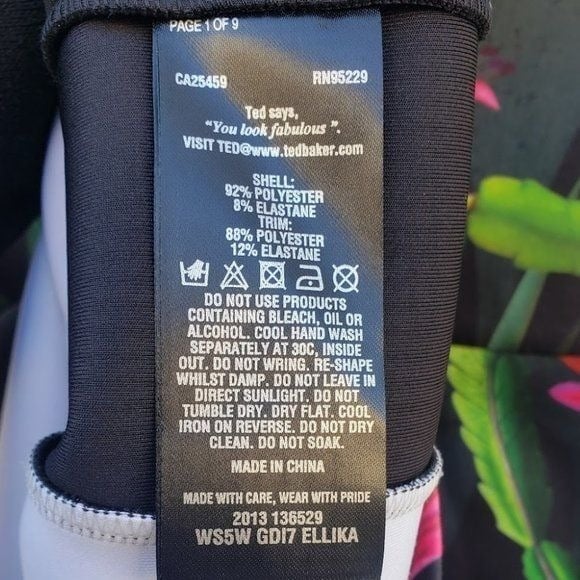 PAGE 1 OF 9
CA25459 RN95229
Ted says,
"You look fabulous ".
VISIT TED@www.tedbaker.com
SHELL:
92% POLYESTER
8% ELASTANE
TRIM:
88% POLYESTER
12% ELASTANE
DO NOT USE PRODUCTS
CONTAINING BLEACH, OIL OR
ALCOHOL. COOL HAND WASH
SEPARATELY AT 30C, INSIDE
OUT. DO NOT WRING. RE-SHAPE
WHILST DAMP. DO NOT LEAVE IN
DIRECT SUNLIGHT. DO NOT
TUMBLE DRY. DRY FLAT. COOL
IRON ON REVERSE. DO NOT DRY
CLEAN. DO NOT SOAK.
MADE IN CHINA
MADE WITH CARE, WEAR WITH PRIDE
2013 136529
WS5W GDI7 ELLIKA